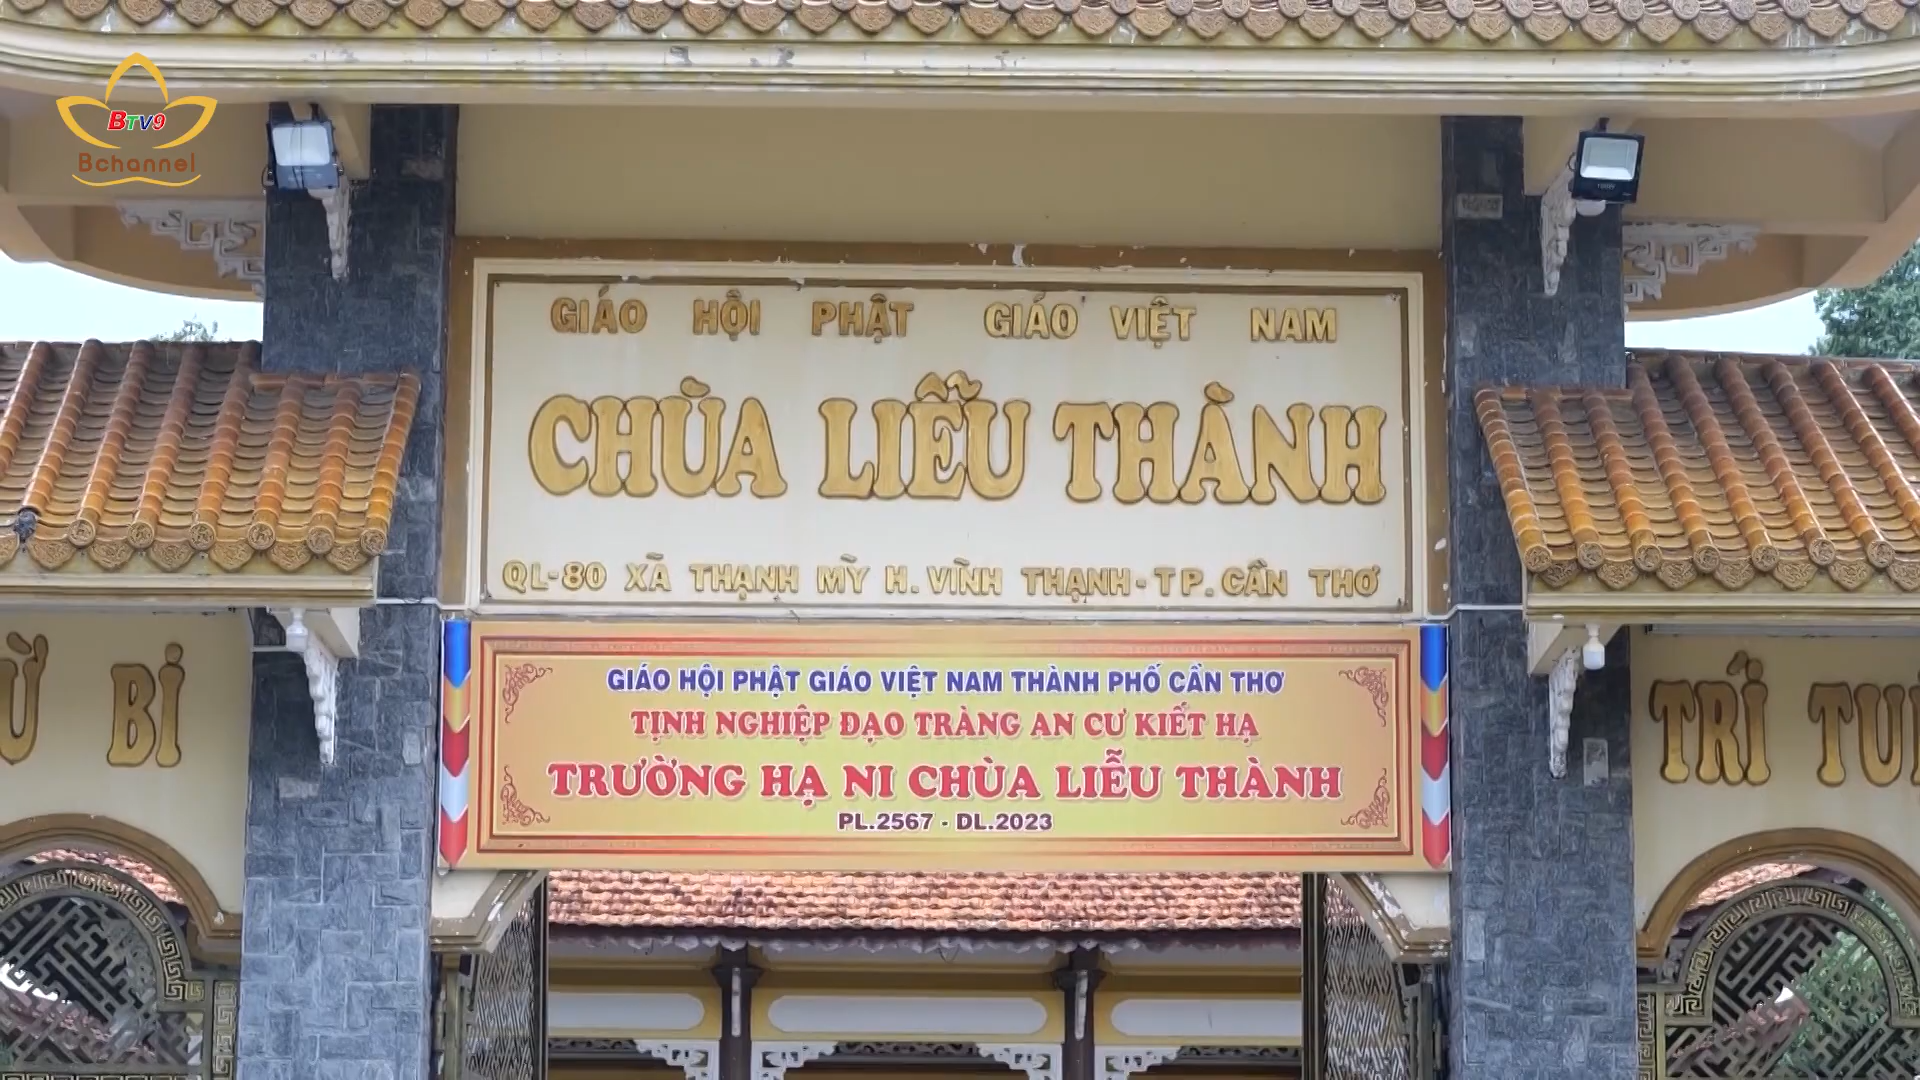 BTV9
Bchannel
GIÁO HỘI PHẬT GIÁO VIỆT NAM
CHÙA LIỄU THÀNH
QL-80 XÃ THẠNH MỸ H. VĨNH THẠNH - TP. CẦN THƠ
GIÁO HỘI PHẬT GIÁO VIỆT NAM THÀNH PHỐ CẦN THƠ
TỊNH NGHIỆP ĐẠO TRÀNG AN CƯ KIẾT HẠ
TRƯỜNG HẠ NI CHÙA LIỄU THÀNH
PL.2567 - DL.2023
BI
TRÍ